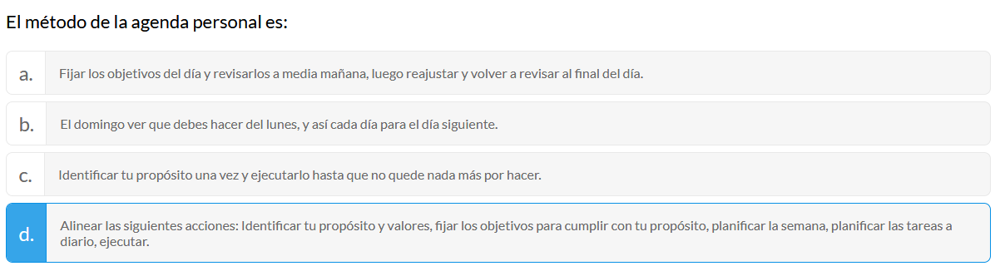 El método de la agenda personal es:
a. Fijar los objetivos del día y revisarlos a media mañana, luego reajustar y volver a revisar al final del día.
b. El domingo ver que debes hacer del lunes, y así cada día para el día siguiente.
c. Identificar tu propósito una vez y ejecutarlo hasta que no quede nada más por hacer.
d. Alinear las siguientes acciones: Identificar tu propósito y valores, fijar los objetivos para cumplir con tu propósito, planificar la semana, planificar las tareas a
diario, ejecutar.